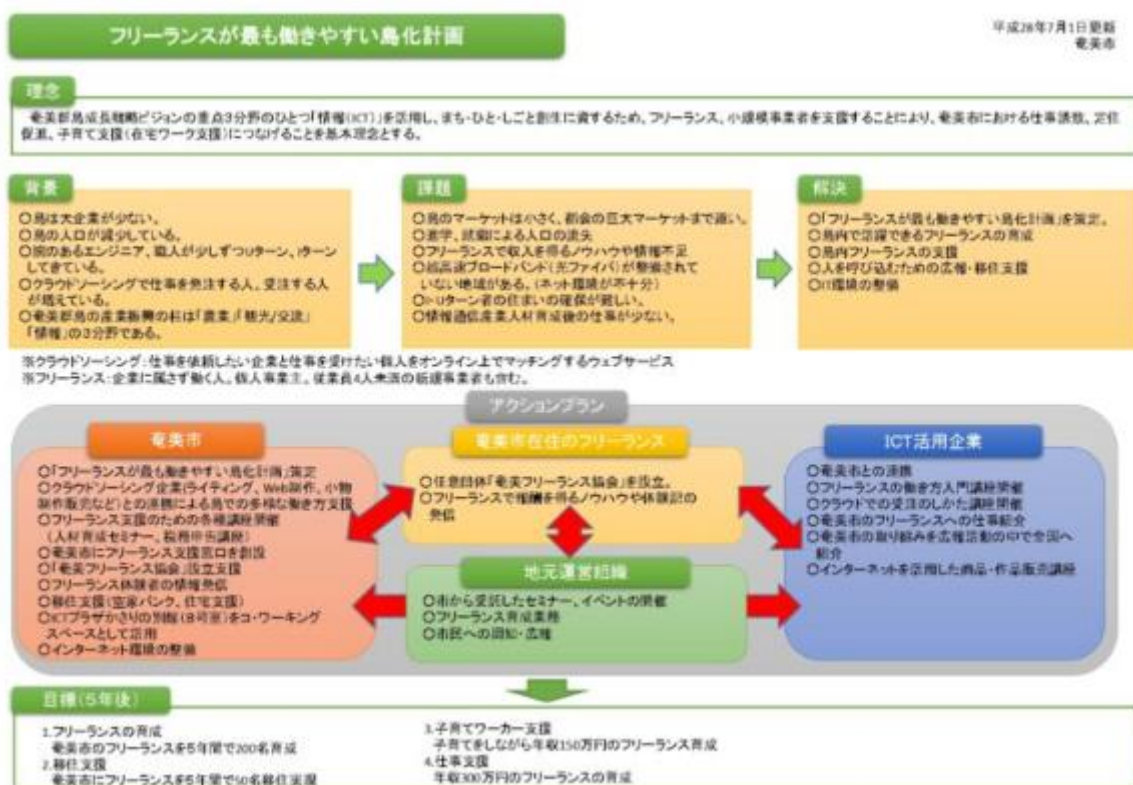 フリーランスが最も働きやすい島化計画
平成28年7月1日更新
奄美市
理念
奄美群島成長戦略ビジョンの重点3分野のひとつ「情報(ICT)」を活用し、まち・ひと・しごと創生に資するため、フリーランス、小規模事業者を支援することにより、奄美市における仕事誘致、定住
促進、子育て支援(在宅ワーク支援)につなげることを基本理念とする。
背景
○島は大企業が少ない。
○島の人口が減少している。
○腕のあるエンジニア、職人が少しずつUターン、Iターン
してきている。
○クラウドソーシングで仕事を発注する人、受注する人
が増えている。
○奄美群島の産業振興の柱は「農業」「観光/交流」
「情報」の3分野である。
課題
○島のマーケットは小さく、都会の巨大マーケットまで遠い。
○進学、就職による人口の流失
○フリーランスで収入を得るノウハウや情報不足
○超高速ブロードバンド(光ファイバ)が整備されて
いない地域がある。(ネット環境が不十分)
○I・Uターン者の住まいの確保が難しい。
○情報通信産業人材育成後の仕事が少ない。
解決
○「フリーランスが最も働きやすい島化計画」を策定。
○島内で活躍できるフリーランスの育成
○島内フリーランスの支援
○人を呼び込むための広報・移住支援
○IT環境の整備
※クラウドソーシング:仕事を依頼したい企業と仕事を受けたい個人をオンライン上でマッチングするウェブサービス
※フリーランス:企業に属さず働く人。個人事業主。従業員4人未満の零細事業者も含む。
アクションプラン
奄美市
○「フリーランスが最も働きやすい島化計画」策定
○クラウドソーシング企業(ライティング、Web制作、小物
制作販売など)との連携による島での多様な働き方支援
○フリーランス支援のための各種講座開催
(人材育成セミナー、税務申告講座)
○奄美市にフリーランス支援窓口を創設
○「奄美フリーランス協会」設立支援
○フリーランス体験者の情報発信
○移住支援(空家バンク、住宅支援)
○ICTプラザかさりの別館(8可室)をコ・ワーキング
スペースとして活用
○インターネット環境の整備
奄美市在住のフリーランス
○任意団体「奄美フリーランス協会」を設立。
○フリーランスで報酬を得るノウハウや体験記の
発信
地元運営組織
○市から受託したセミナー、イベントの開催
○フリーランス育成業務
○市民への周知・広報
ICT活用企業
○奄美市との連携
○フリーランスの働き方入門講座開催
○クラウドでの受注のしかた講座開催
○奄美市のフリーランスへの仕事紹介
○奄美市の取り組みを広報活動の中で全国へ
紹介
○インターネットを活用した商品・作品販売講座
目標(5年後)
1.フリーランスの育成
奄美市のフリーランスを5年間で200名育成
2.移住支援
奄美市にフリーランスを5年間で50名移住実現
3.子育てワーカー支援
子育てをしながら年収150万円のフリーランス育成
4.仕事支援
年収300万円のフリーランスの育成